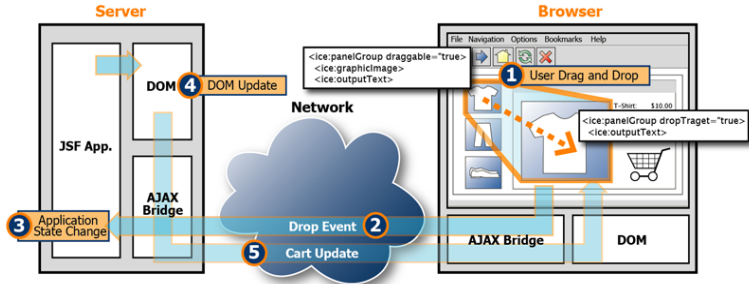 Server
Browser
File Navigation Options Bookmarks Help
<ice:panelGroup draggable="true>
<ice:graphicImage>
<ice:outputText>
1 User Drag and Drop
DOM
4 DOM Update
T-Shirt: $10.00
<ice:panelGroup dropTraget="true>
<ice:outputText>
Network
JSF App.
AJAX
Bridge
3 Application
State Change
Drop Event 2
5 Cart Update
AJAX Bridge
DOM